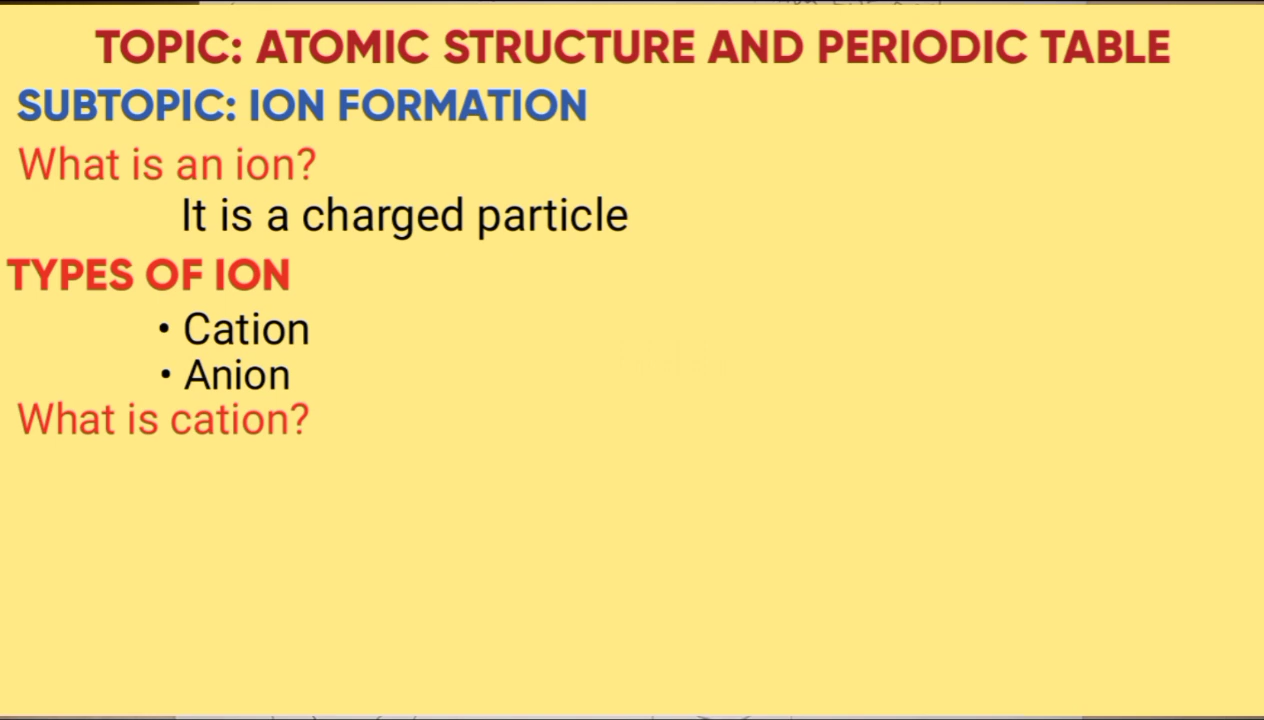 TOPIC: ATOMIC STRUCTURE AND PERIODIC TABLE
SUBTOPIC: ION FORMATION
What is an ion?
It is a charged particle
TYPES OF ION
• Cation
• Anion
What is cation?